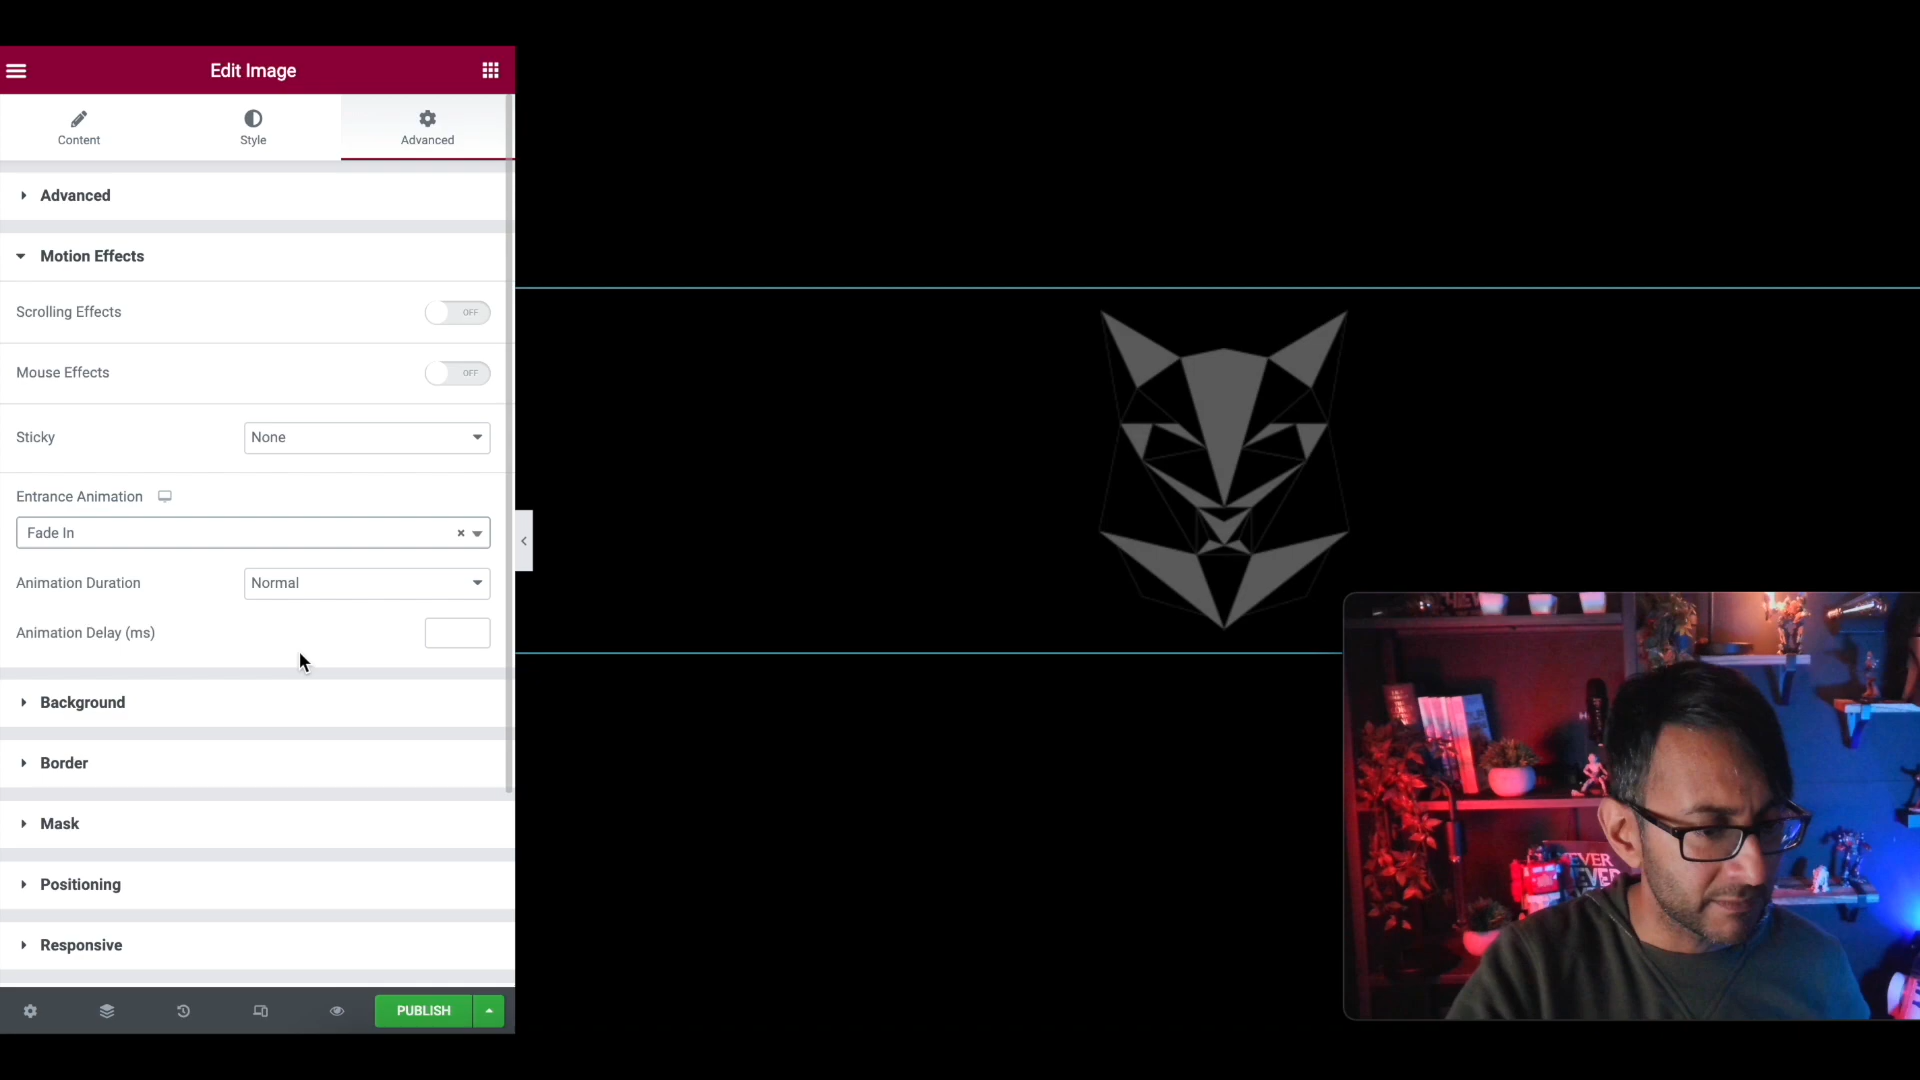 Edit Image
Content
Style
Advanced
Advanced
Motion Effects
Scrolling Effects
OFF
Mouse Effects
OFF
Sticky
None
Entrance Animation
Fade In
Animation Duration
Normal
Animation Delay (ms)
Background
Border
Mask
Positioning
Responsive
PUBLISH
EVER